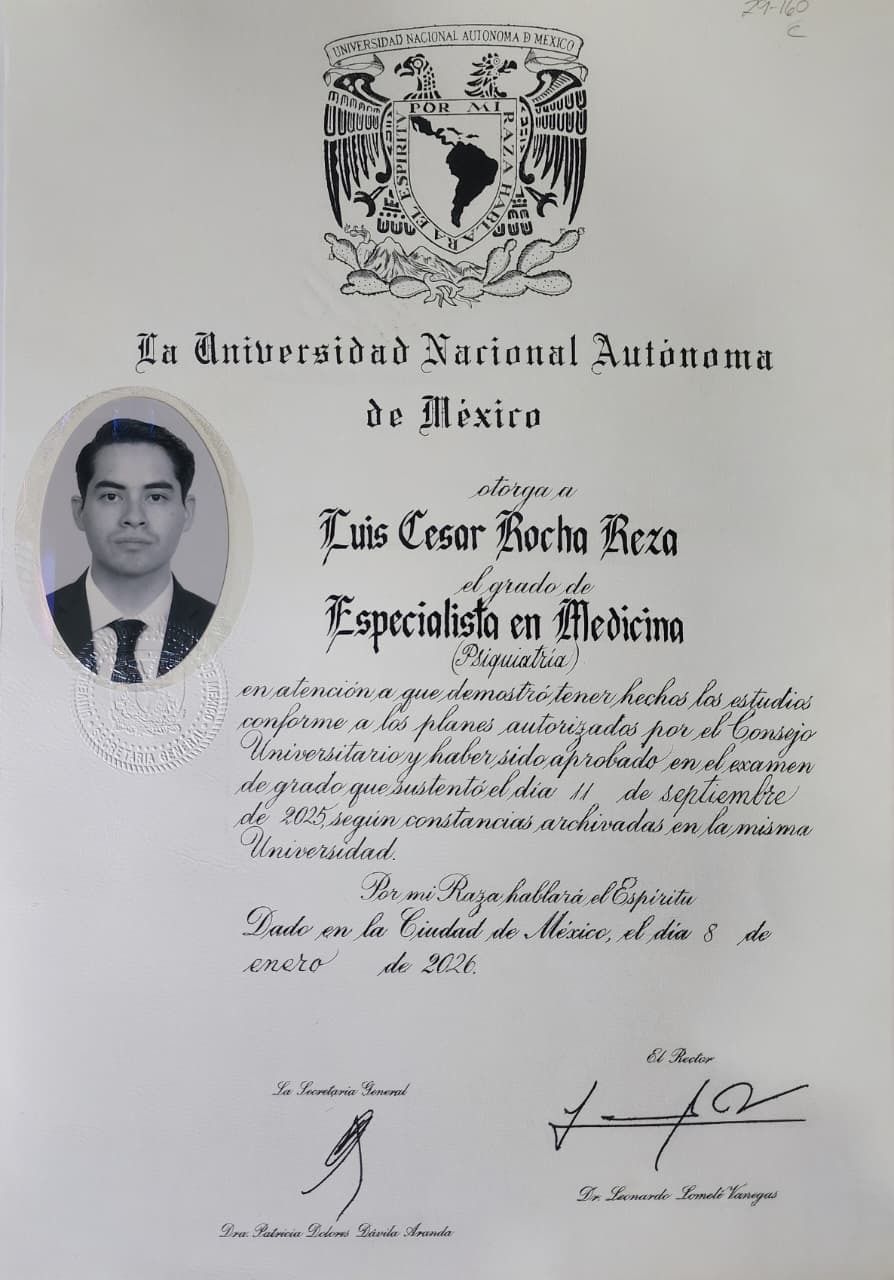 29-160
C
UNIVERSIDAD NACIONAL AUTONOMA D MEXICO
POR MI RAZA HABLARA EL ESPIRITU
La Universidad Nacional Autónoma
de México
otorga a
Luis Cesar Rocha Reza
el grado de
Especialista en Medicina
(Psiquiatría)
en atención a que demostró tener hechos los estudios
conforme a los planes autorizados por el Consejo
Universitario y haber sido aprobado en el examen
de grado que sustentó el día 11 de septiembre
de 2025, según constancias archivadas en la misma
Universidad.
Por mi Raza hablará el Espíritu
Dado en la Ciudad de México, el día 8 de
enero de 2026.
SECRETARIA GENERAL
El Rector
La Secretaria General
Dr. Leonardo Lomelí Vanegas
Dra. Patricia Dolores Dávila Aranda